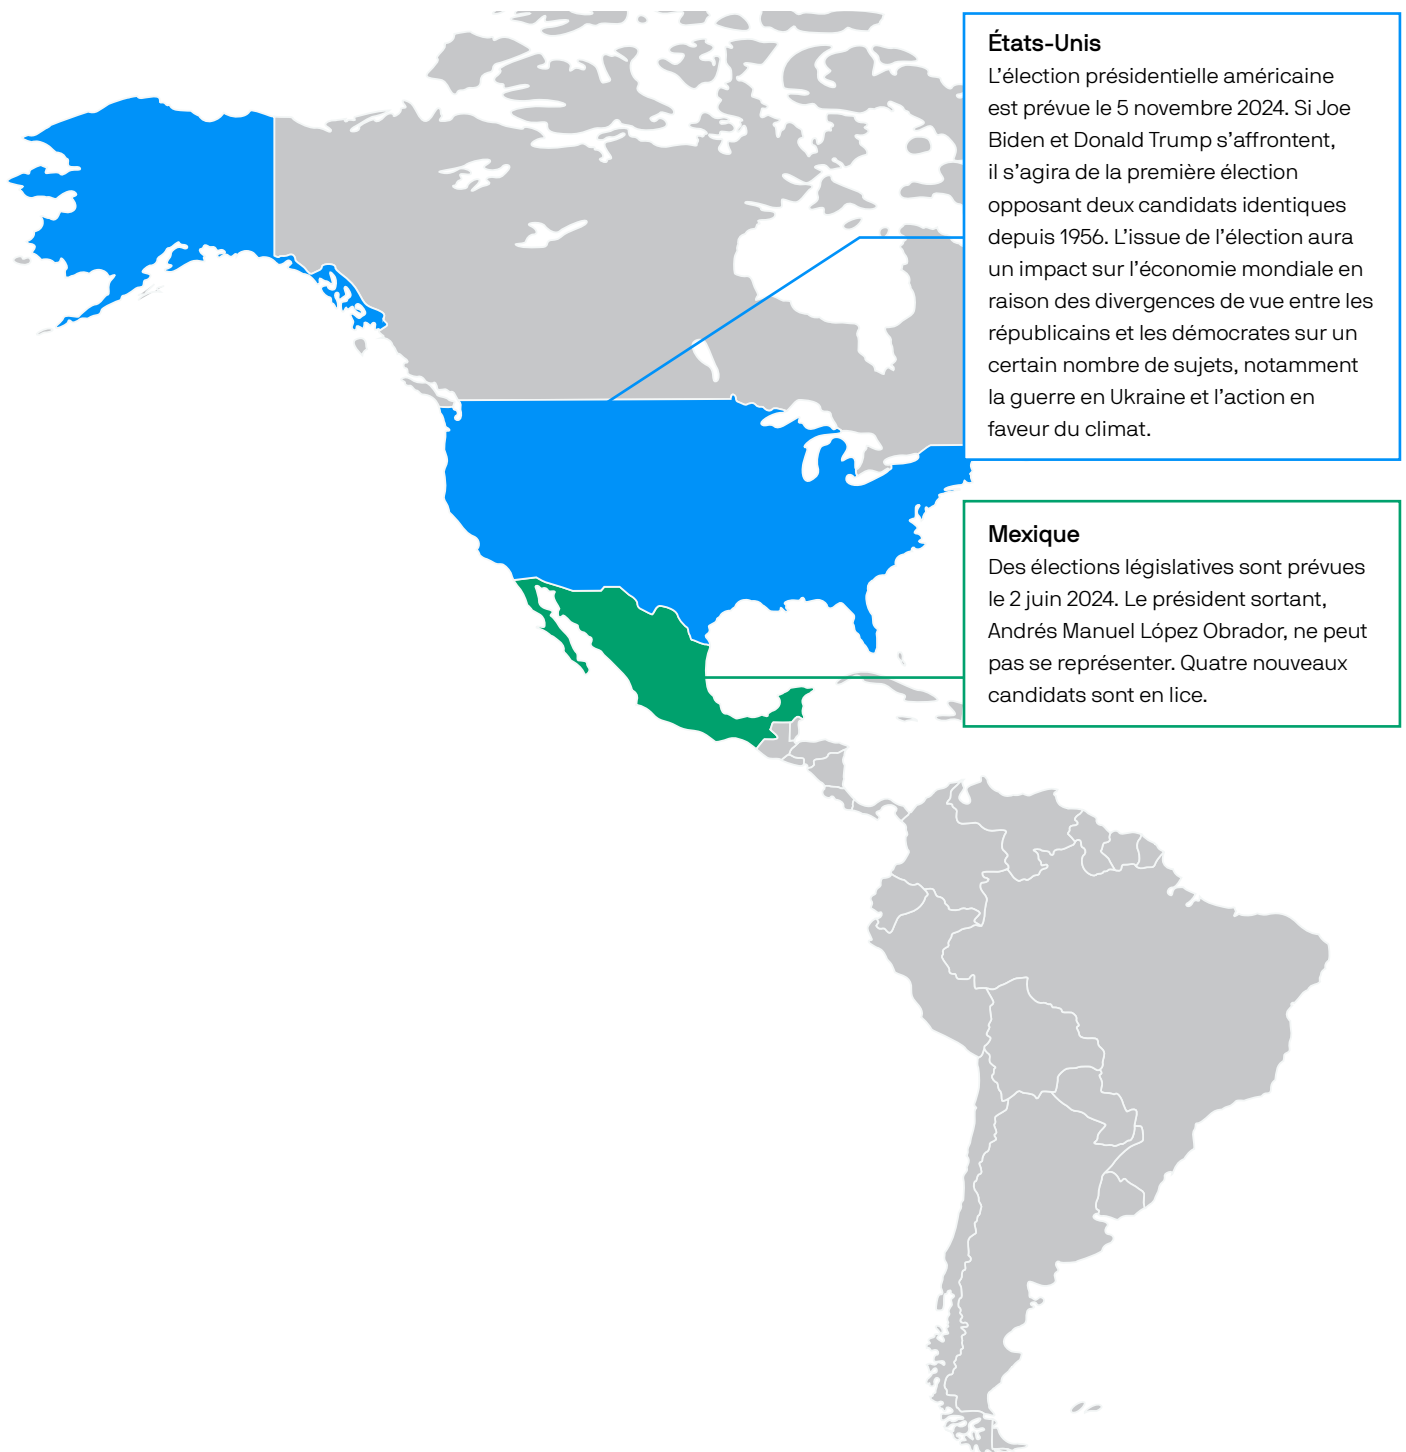 États-Unis
L’élection présidentielle américaine
est prévue le 5 novembre 2024. Si Joe
Biden et Donald Trump s’affrontent,
il s’agira de la première élection
opposant deux candidats identiques
depuis 1956. L’issue de l’élection aura
un impact sur l’économie mondiale en
raison des divergences de vue entre les
républicains et les démocrates sur un
certain nombre de sujets, notamment
la guerre en Ukraine et l’action en
faveur du climat.
Mexique
Des élections législatives sont prévues
le 2 juin 2024. Le président sortant,
Andrés Manuel López Obrador, ne peut
pas se représenter. Quatre nouveaux
candidats sont en lice.